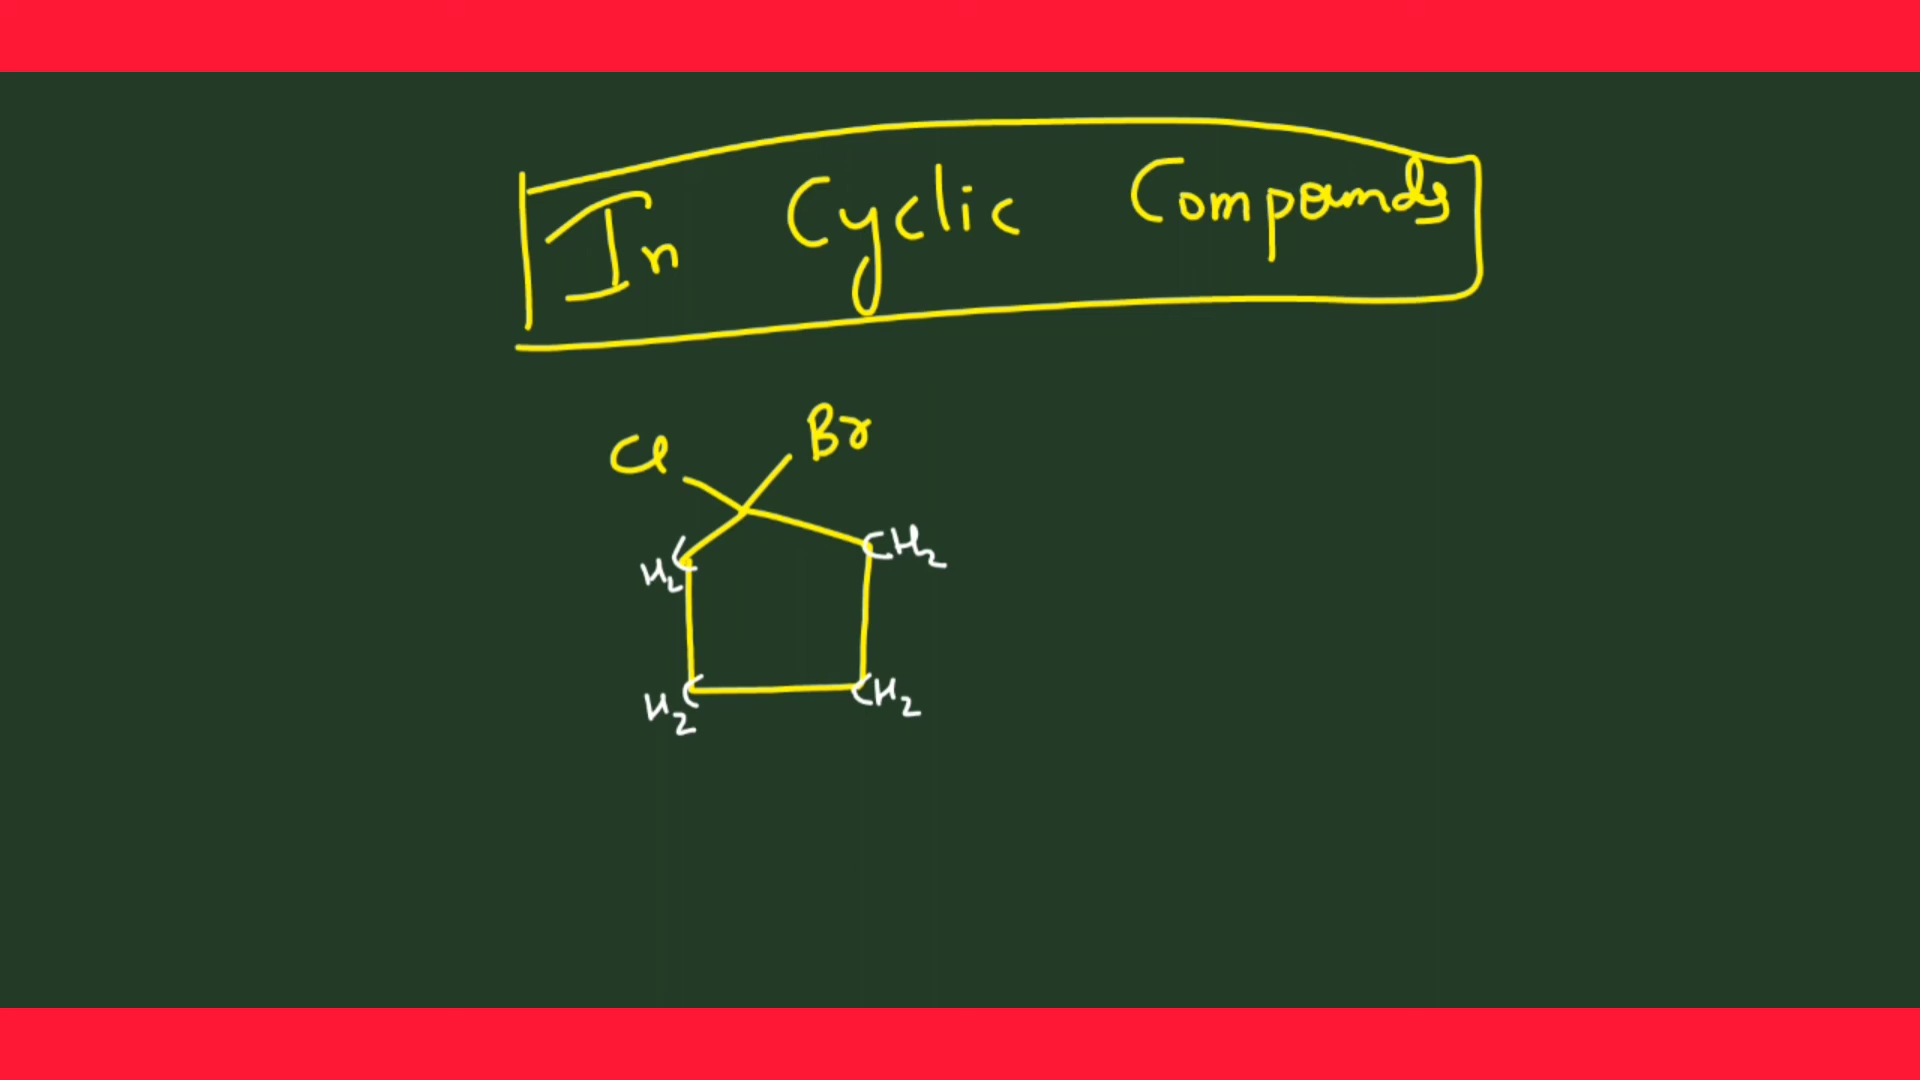 In Cyclic Compounds
Cl Br
H₂C CH₂
H₂C CH₂